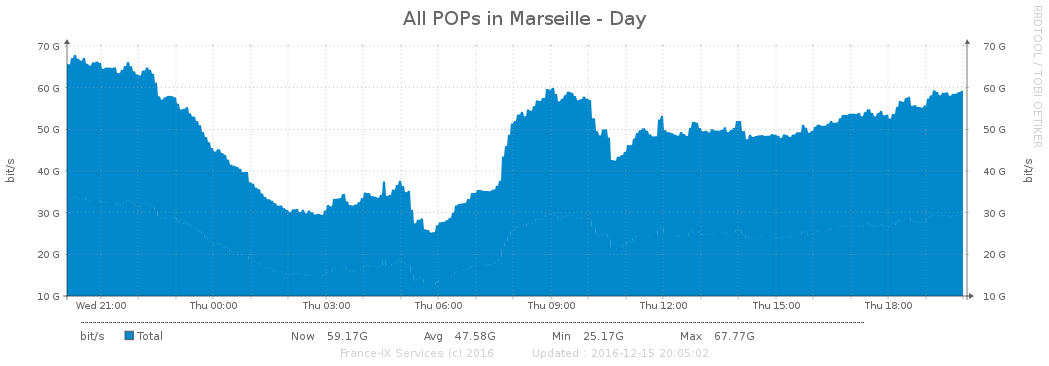 All POPs in Marseille - Day
RRDTOOL / TOBI OETIKER
70 G 70 G
60 G 60 G
50 G 50 G
40 G 40 G
30 G 30 G
20 G 20 G
10 G 10 G
bit/s bit/s
Wed 21:00 Thu 00:00 Thu 03:00 Thu 06:00 Thu 09:00 Thu 12:00 Thu 15:00 Thu 18:00
bit/s Total Now 59.17G Avg 47.58G Min 25.17G Max 67.77G
France-IX Services (c) 2016 Updated : 2016-12-15 20:05:02